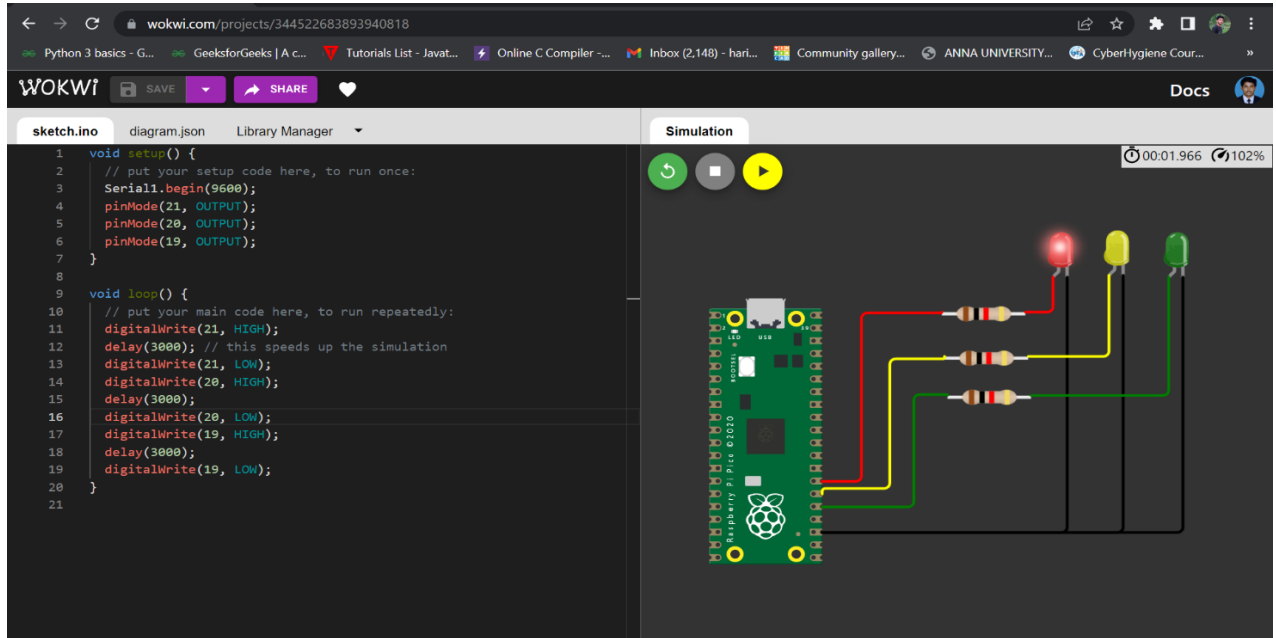 wokwi.com/projects/344522683893940818
Python 3 basics - G... GeeksforGeeks | A c... Tutorials List - Javat... Online C Compiler -... Inbox (2,148) - hari... Community gallery... ANNA UNIVERSITY... CyberHygiene Cour... »
WOKWI SAVE SHARE Docs
sketch.ino diagram.json Library Manager
Simulation
00:01.966 102%
1 void setup() {
2 // put your setup code here, to run once:
3 Serial1.begin(9600);
4 pinMode(21, OUTPUT);
5 pinMode(20, OUTPUT);
6 pinMode(19, OUTPUT);
7 }
8
9 void loop() {
10 // put your main code here, to run repeatedly:
11 digitalWrite(21, HIGH);
12 delay(3000); // this speeds up the simulation
13 digitalWrite(21, LOW);
14 digitalWrite(20, HIGH);
15 delay(3000);
16 digitalWrite(20, LOW);
17 digitalWrite(19, HIGH);
18 delay(3000);
19 digitalWrite(19, LOW);
20 }
21
LED USB
BOOTSEL
Raspberry Pi Pico ©2020